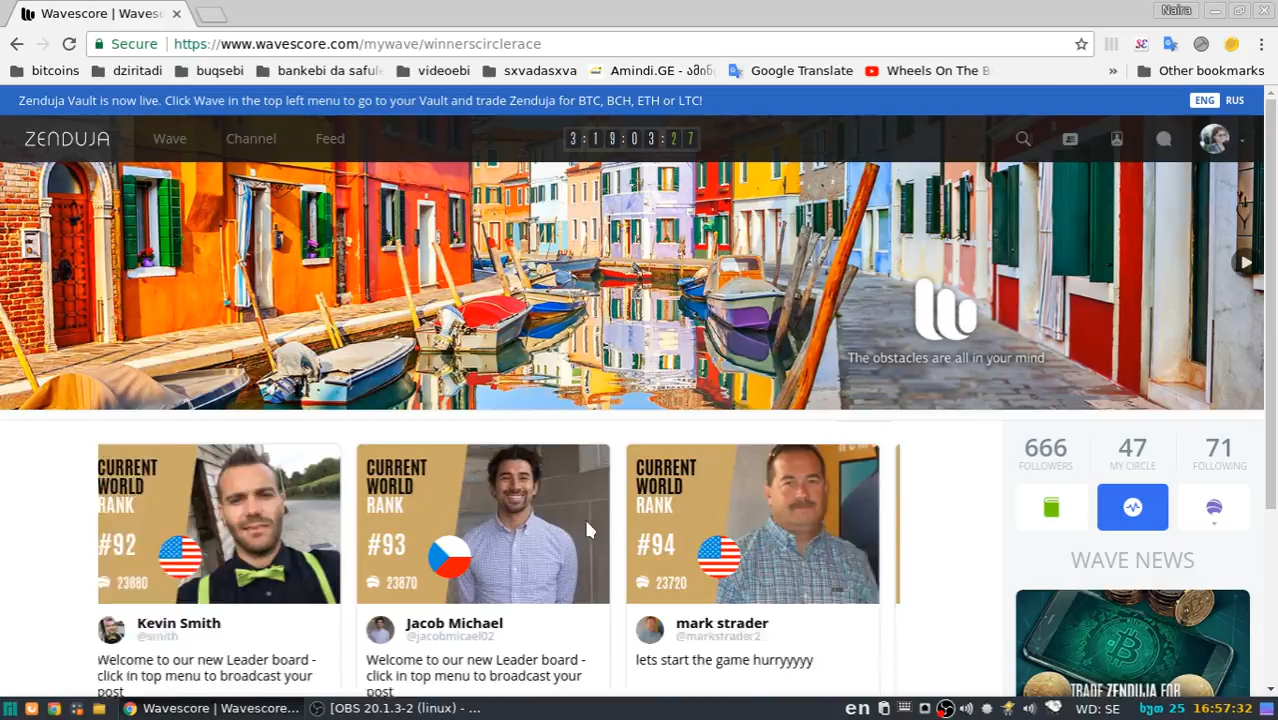 Wavescore | Wavesc
Naira
Secure
https://www.wavescore.com/mywave/winnerscirclerace
bitcoins
dziritadi
buqsebi
bankebi da safule
videoebi
sxvadasxva
Amindi.GE - ამინ
Google Translate
Wheels On The B
»
Other bookmarks
Zenduja Vault is now live. Click Wave in the top left menu to go to your Vault and trade Zenduja for BTC, BCH, ETH or LTC!
ENG
RUS
ZENDUJA
Wave
Channel
Feed
3:19:03:27
The obstacles are all in your mind
CURRENT
WORLD
RANK
#92
23880
Kevin Smith
@smith
Welcome to our new Leader board -
click in top menu to broadcast your
post
CURRENT
WORLD
RANK
#93
23870
Jacob Michael
@jacobmicael02
Welcome to our new Leader board -
click in top menu to broadcast your
post
CURRENT
WORLD
RANK
#94
23720
mark strader
@markstrader2
lets start the game hurryyyyy
666
FOLLOWERS
47
MY CIRCLE
71
FOLLOWING
WAVE NEWS
TRADE ZENDUJA FOR
Wavescore | Wavesc...
[OBS 20.1.3-2 (linux) - ...
en
WD: SE
ხუთ 25
16:57:32